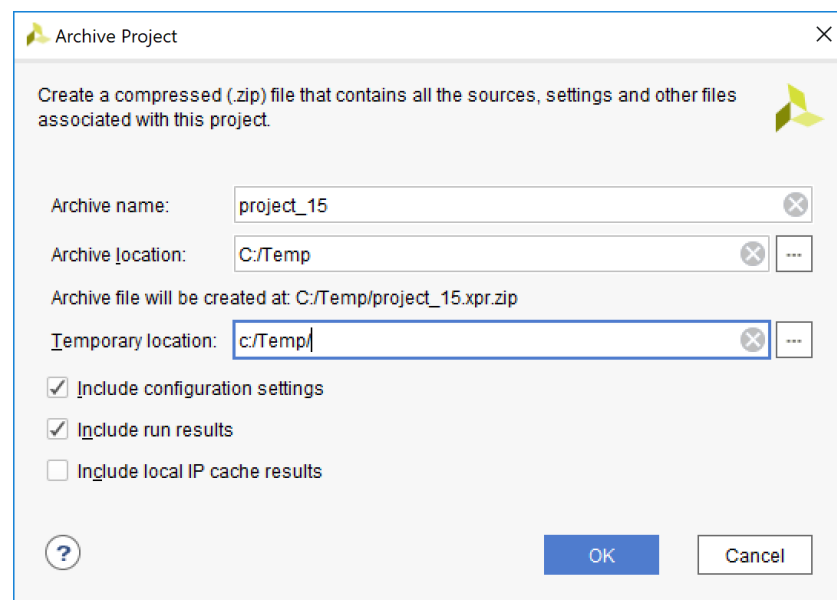 Archive Project
Create a compressed (.zip) file that contains all the sources, settings and other files
associated with this project.
Archive name: project_15
Archive location: C:/Temp ...
Archive file will be created at: C:/Temp/project_15.xpr.zip
Temporary location: c:/Temp/ ...
Include configuration settings
Include run results
Include local IP cache results
? OK Cancel